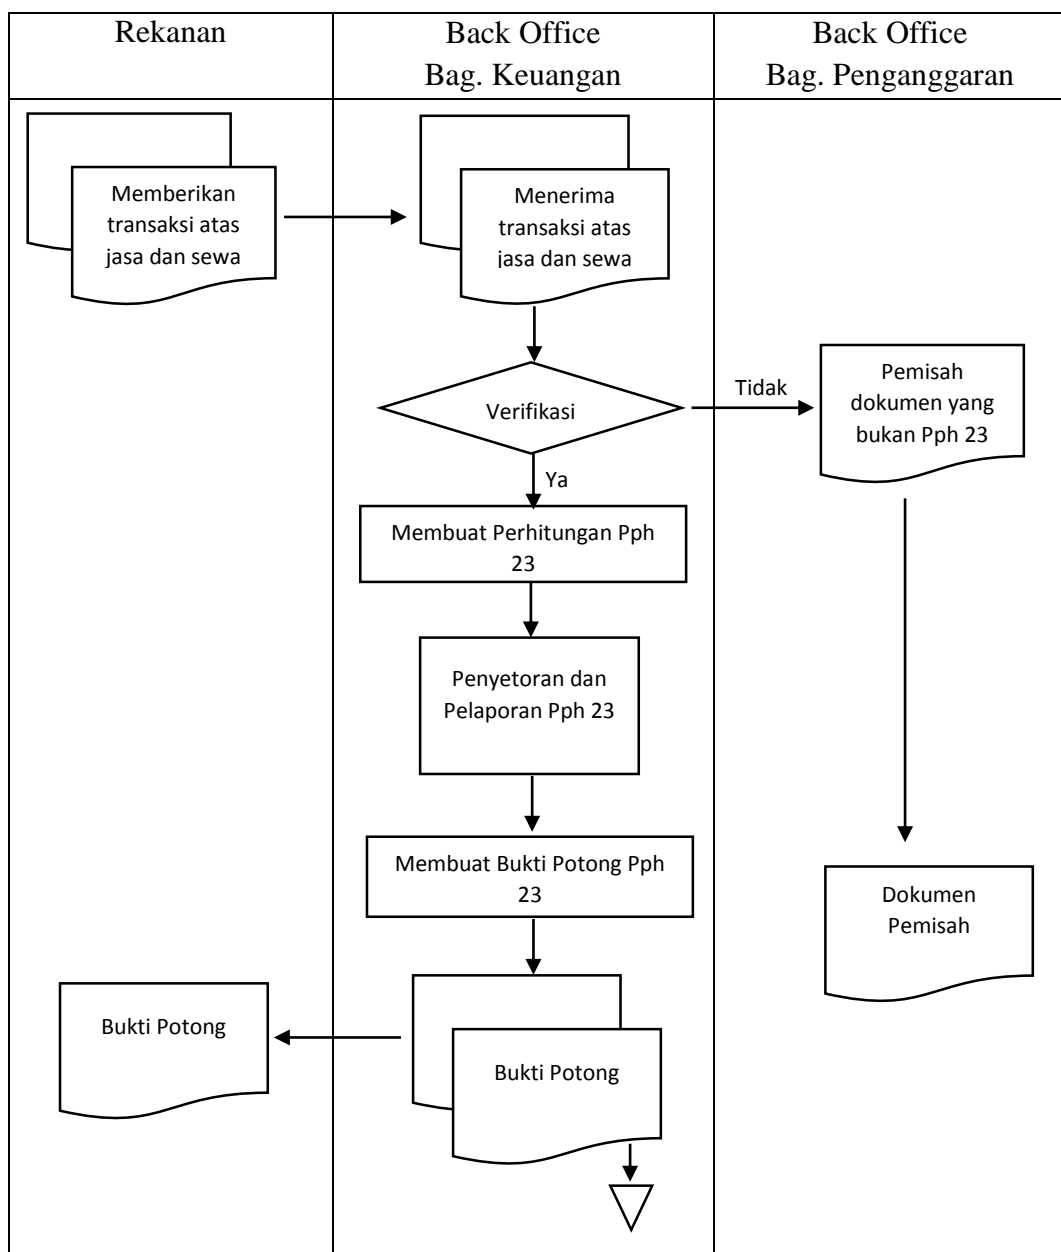 Rekanan
Back Office
Bag. Keuangan
Back Office
Bag. Penganggaran
Memberikan
transaksi atas
jasa dan sewa
Menerima
transaksi atas
jasa dan sewa
Verifikasi
Tidak
Pemisah
dokumen yang
bukan Pph 23
Ya
Membuat Perhitungan Pph
23
Penyetoran dan
Pelaporan Pph 23
Membuat Bukti Potong Pph
23
Dokumen
Pemisah
Bukti Potong
Bukti Potong